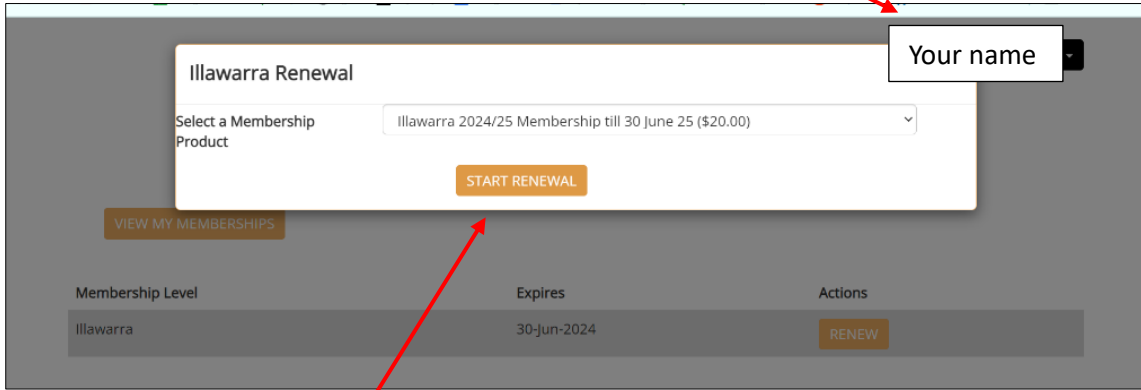 Your name
Illawarra Renewal
Select a Membership
Product
Illawarra 2024/25 Membership till 30 June 25 ($20.00)
START RENEWAL
VIEW MY MEMBERSHIPS
Membership Level Expires Actions
Illawarra 30-Jun-2024 RENEW